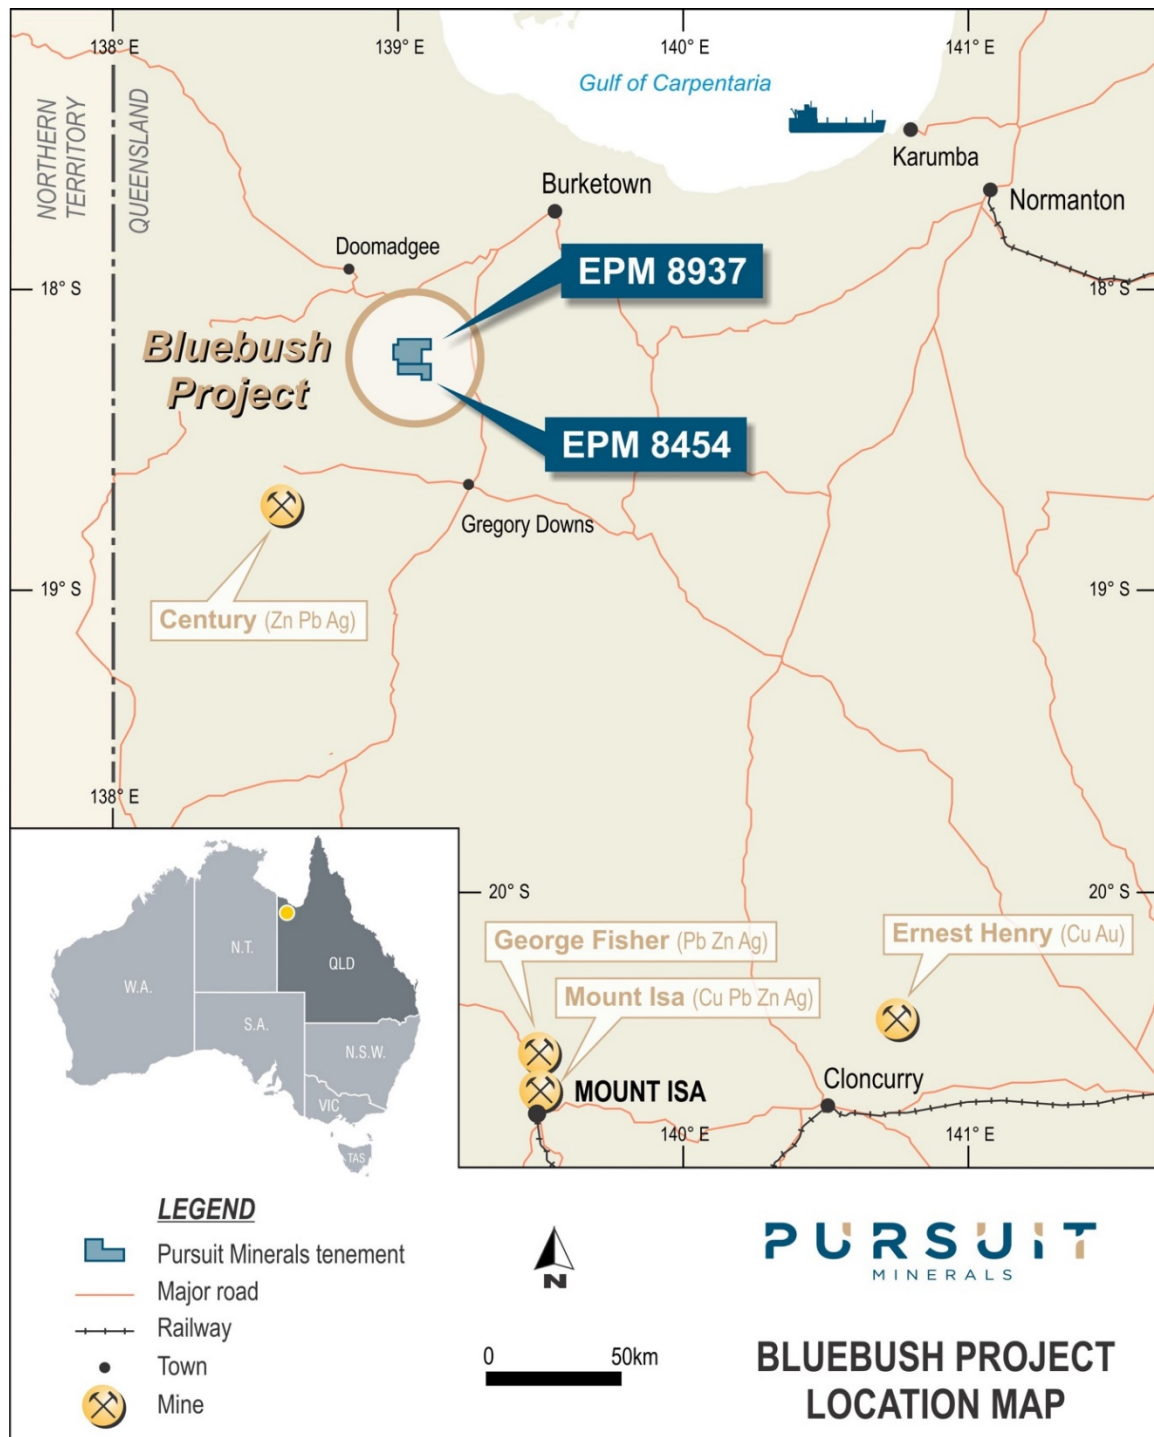 138° E
139° E
140° E
141° E
Gulf of Carpentaria
NORTHERN
TERRITORY
QUEENSLAND
Karumba
Burketown
Normanton
Doomadgee
EPM 8937
18° S
18° S
Bluebush
Project
EPM 8454
Gregory Downs
19° S
19° S
Century (Zn Pb Ag)
138° E
20° S
20° S
George Fisher (Pb Zn Ag)
Ernest Henry (Cu Au)
Mount Isa (Cu Pb Zn Ag)
N.T.
QLD
W.A.
S.A.
N.S.W.
VIC
TAS
MOUNT ISA
Cloncurry
140° E
141° E
LEGEND
Pursuit Minerals tenement
Major road
Railway
Town
Mine
N
0 50km
PURSUIT
MINERALS
BLUEBUSH PROJECT
LOCATION MAP